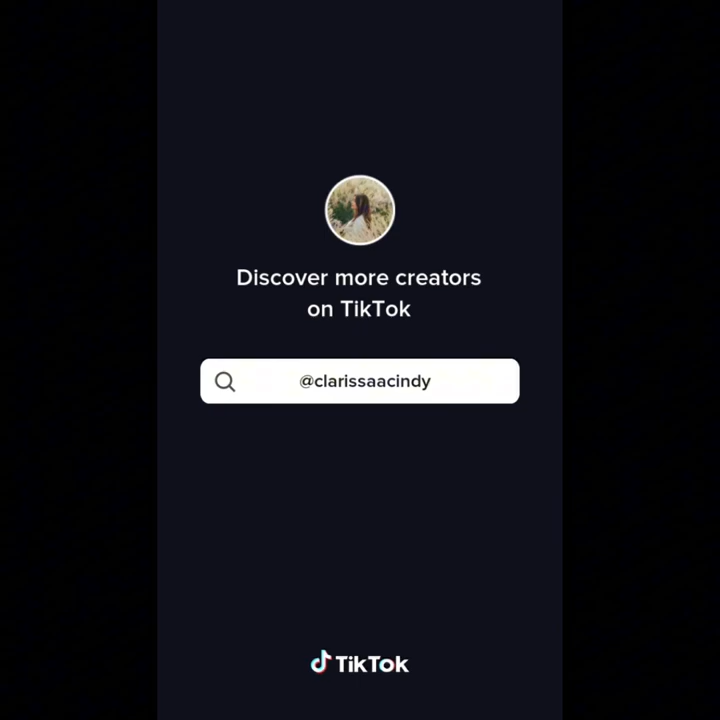 Discover more creators
on TikTok
@clarissaacindy
TikTok